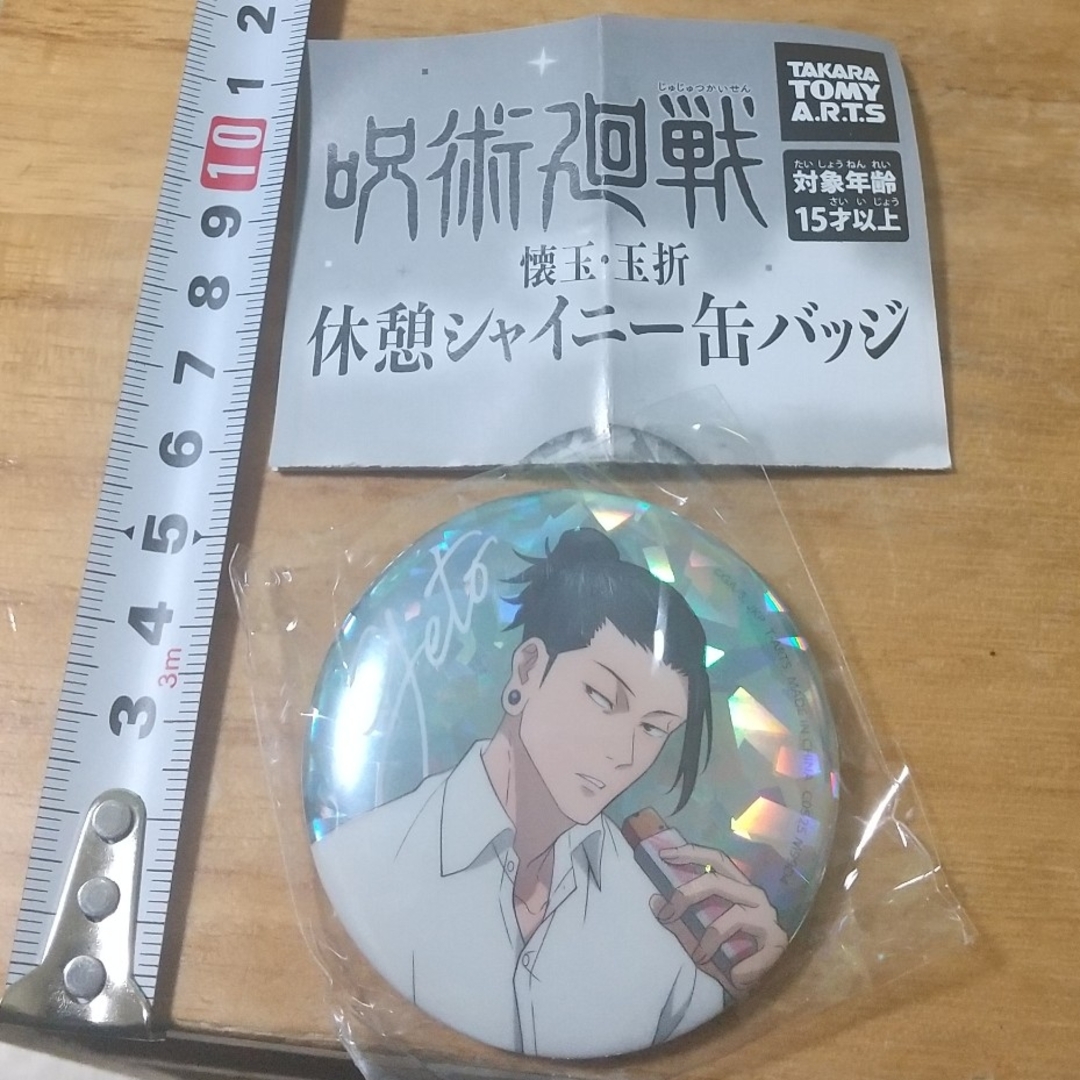 じゅじゅつかいせん
呪術廻戦
懐玉・玉折
休憩シャイニー缶バッジ
TAKARA
TOMY
A.R.T.S
たいしょうねんれい
対象年齢
さいいじょう
15才以上
Geto
MADE IN CHINA
2
1
10
9
8
7
6
5
4
3m
3